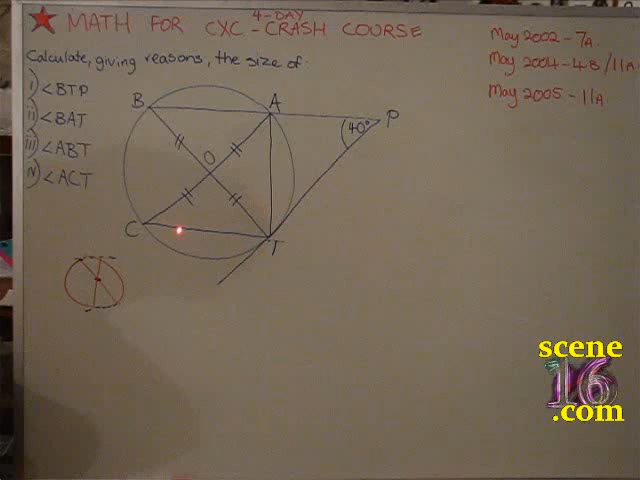 4-DAY
★ MATH FOR CXC - CRASH COURSE
Calculate, giving reasons, the size of:
i) <BTP
ii) <BAT
iii) <ABT
iv) <ACT
May 2002 - 7A.
May 2004 - 4B / 11A
May 2005 - 11A
B
A
P
40°
O
C
T
scene
16
.com